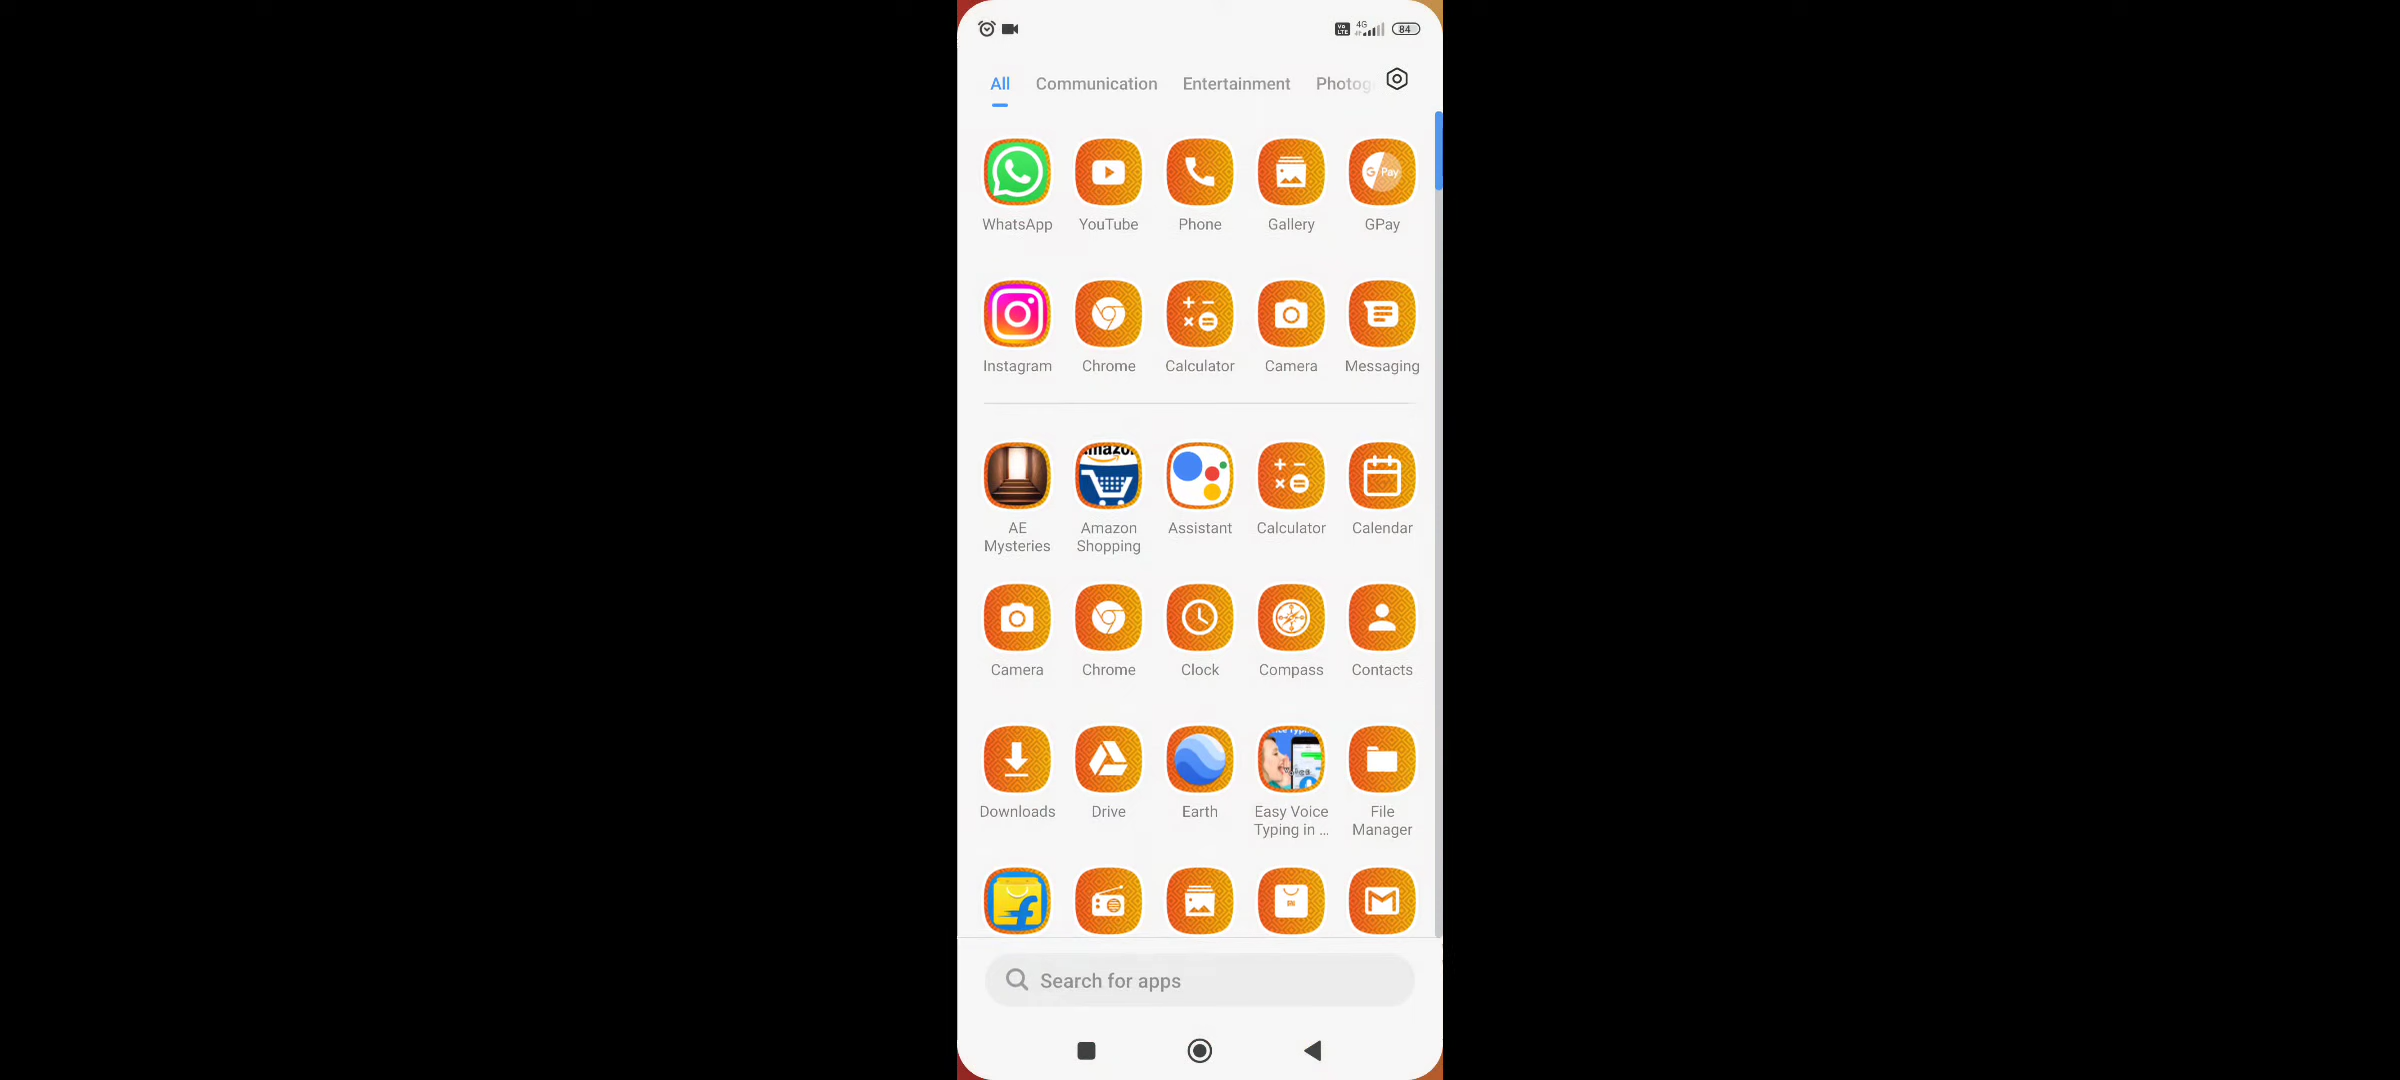 4G 84
All Communication Entertainment Photog
WhatsApp YouTube Phone Gallery GPay
Instagram Chrome Calculator Camera Messaging
AE Mysteries
Amazon Shopping
Assistant Calculator Calendar
Camera Chrome Clock Compass Contacts
Downloads Drive Earth
Easy Voice Typing in ...
File Manager
Search for apps